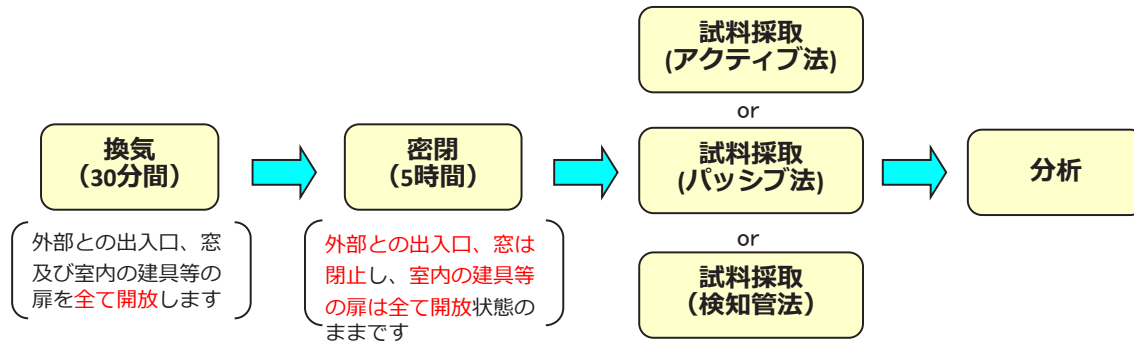 換気
（30分間）
外部との出入口、窓
及び室内の建具等の
扉を全て開放します
密閉
（5時間）
外部との出入口、窓は
閉止し、室内の建具等
の扉は全て開放状態の
ままです
試料採取
(アクティブ法)
or
試料採取
(パッシブ法)
or
試料採取
（検知管法）
分析